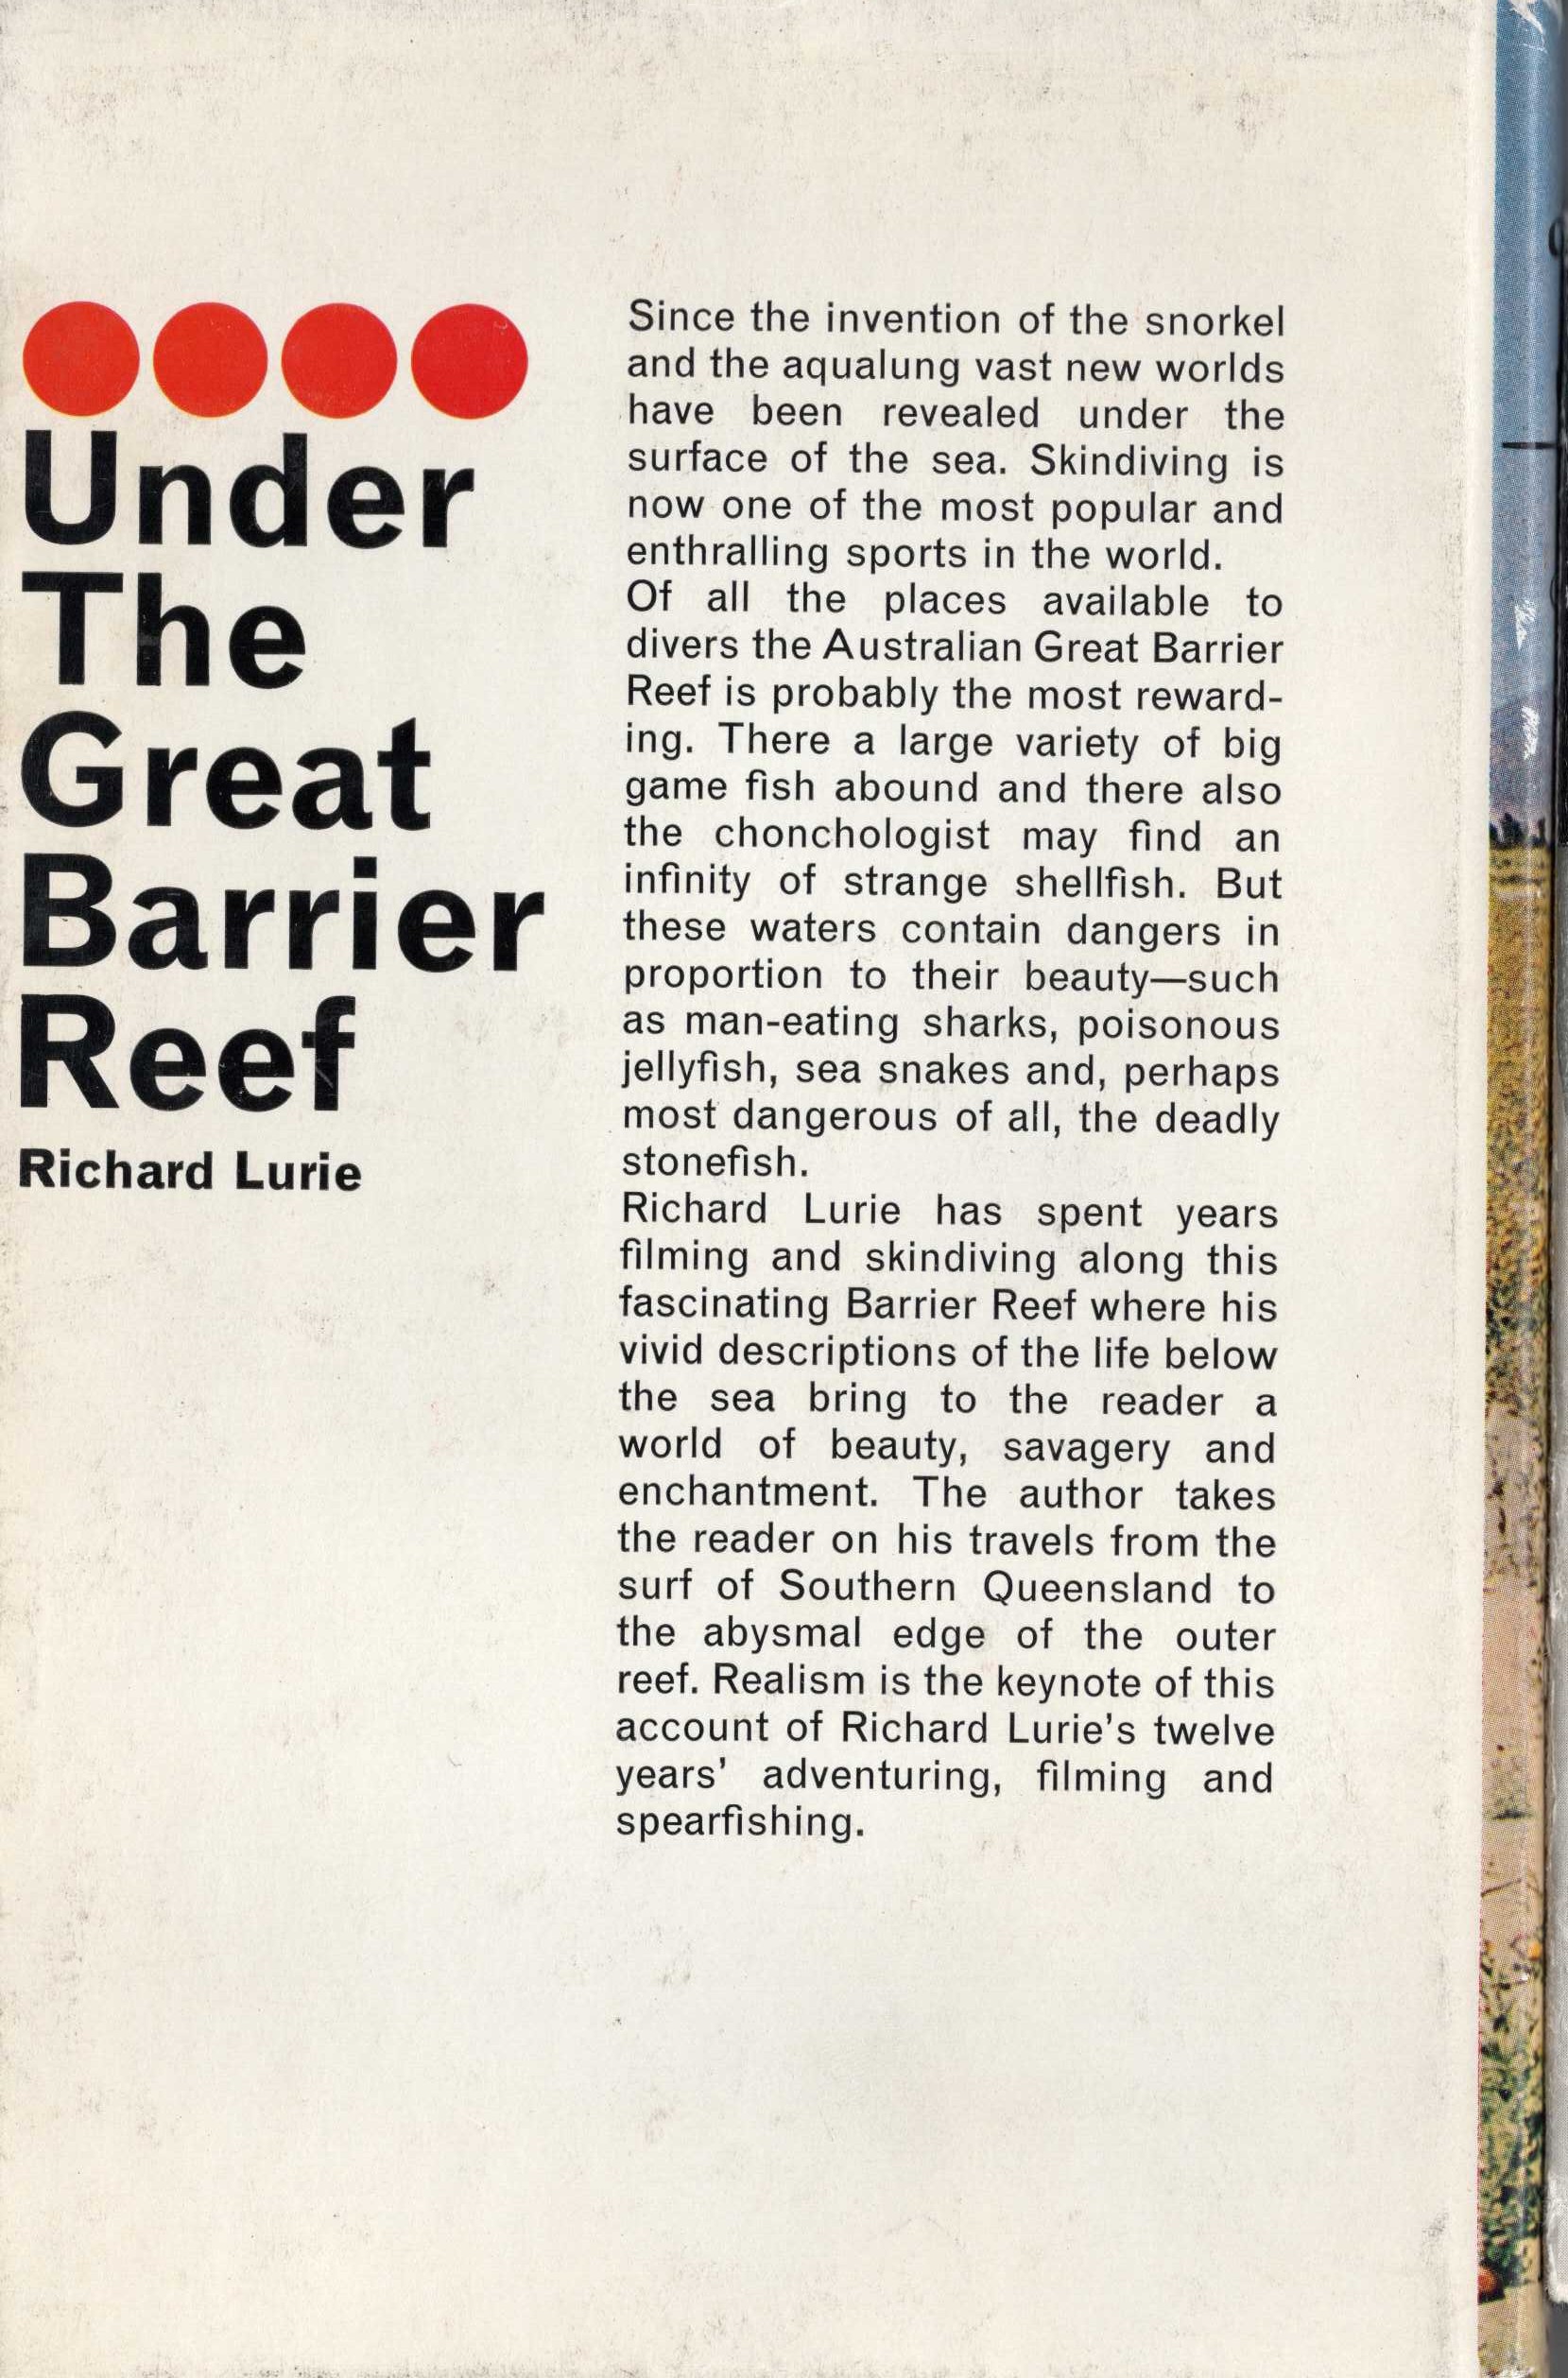 Under
The
Great
Barrier
Reef
Richard Lurie
Since the invention of the snorkel
and the aqualung vast new worlds
have been revealed under the
surface of the sea. Skindiving is
now one of the most popular and
enthralling sports in the world.
Of all the places available to
divers the Australian Great Barrier
Reef is probably the most reward-
ing. There a large variety of big
game fish abound and there also
the chonchologist may find an
infinity of strange shellfish. But
these waters contain dangers in
proportion to their beauty—such
as man-eating sharks, poisonous
jellyfish, sea snakes and, perhaps
most dangerous of all, the deadly
stonefish.
Richard Lurie has spent years
filming and skindiving along this
fascinating Barrier Reef where his
vivid descriptions of the life below
the sea bring to the reader a
world of beauty, savagery and
enchantment. The author takes
the reader on his travels from the
surf of Southern Queensland to
the abysmal edge of the outer
reef. Realism is the keynote of this
account of Richard Lurie's twelve
years' adventuring, filming and
spearfishing.